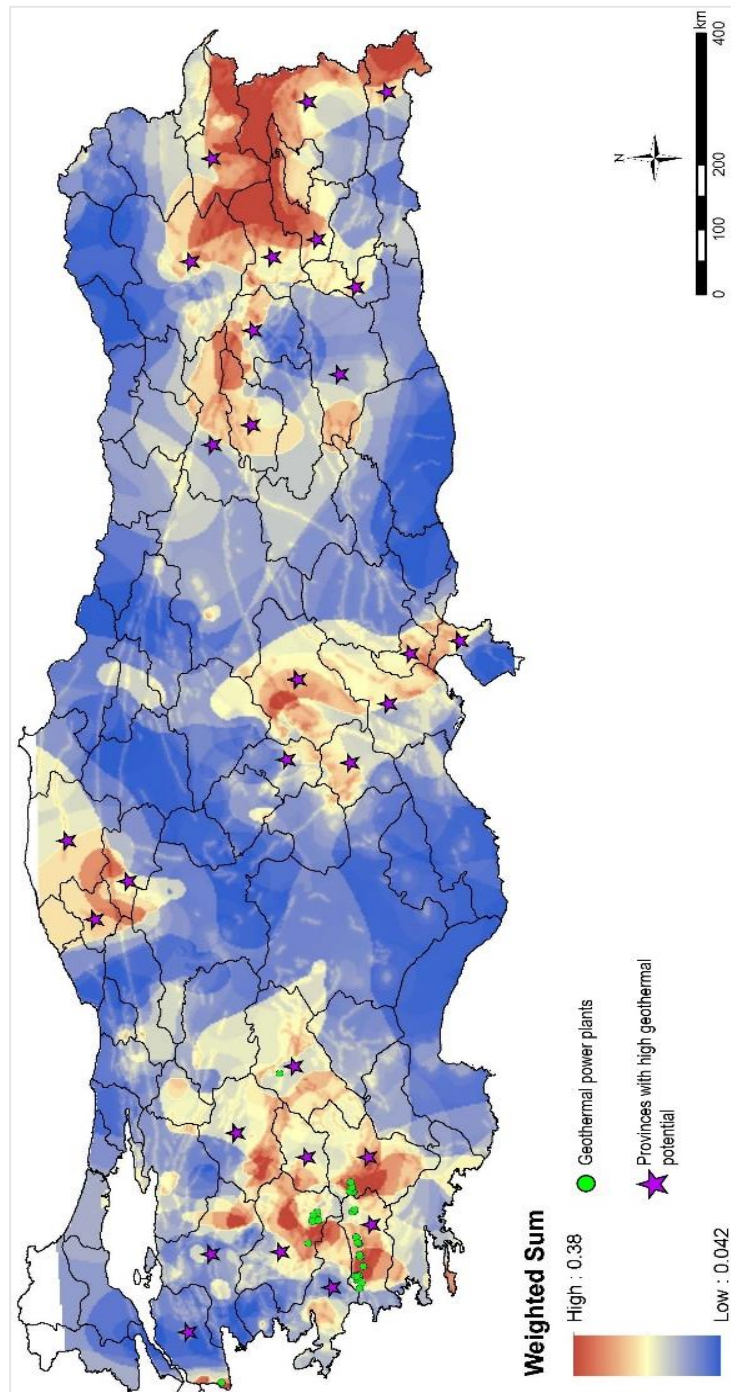 N
0
100
200
400
km
Weighted Sum
High : 0.38
Low : 0.042
Geothermal power plants
Provinces with high geothermal
potential